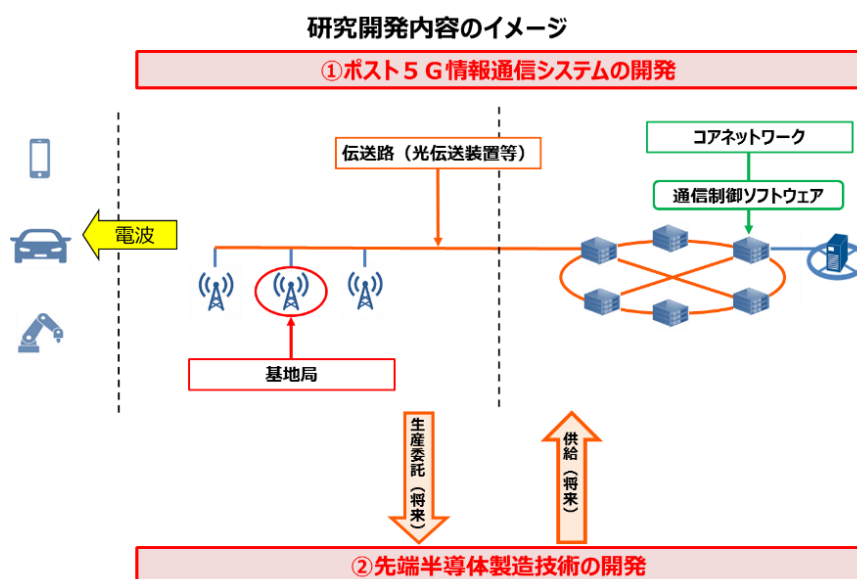 研究開発内容のイメージ
①ポスト５Ｇ情報通信システムの開発
コアネットワーク
伝送路（光伝送装置等）
通信制御ソフトウェア
電波
基地局
生産委託（将来）
供給（将来）
②先端半導体製造技術の開発